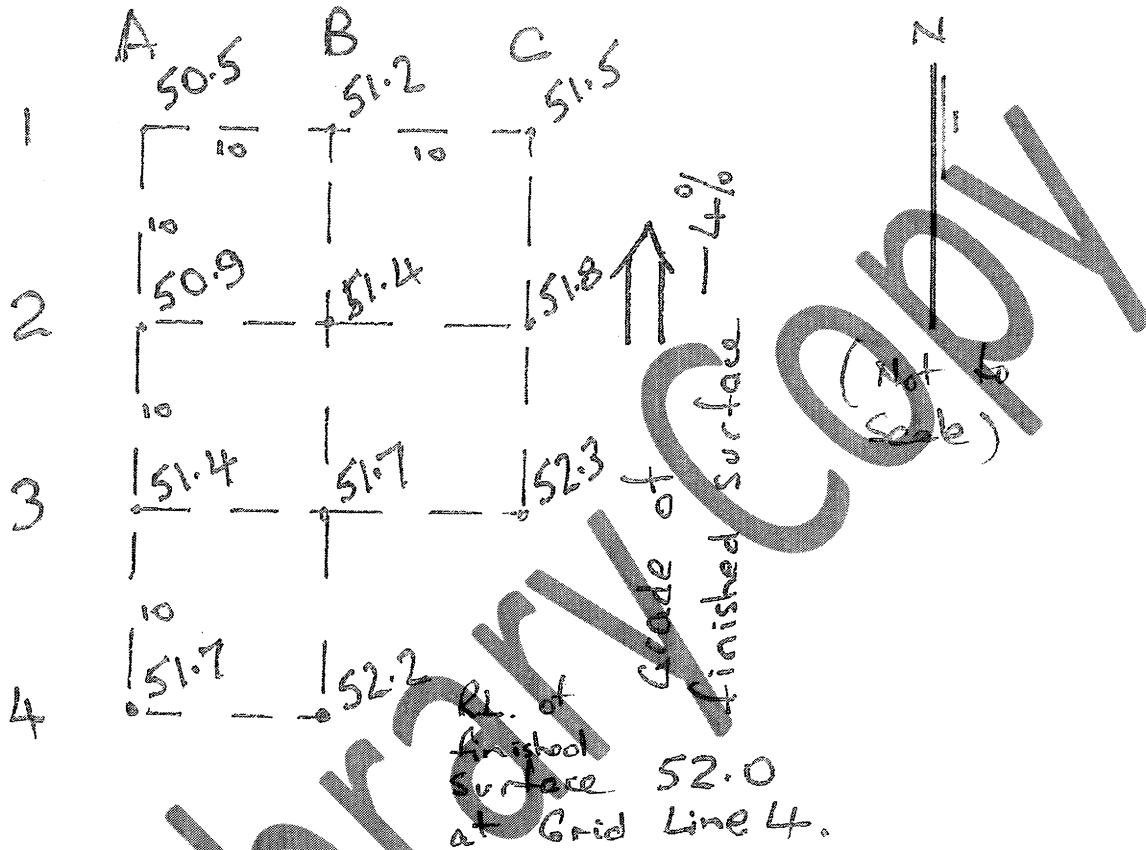 A B C
50.5 51.2 51.5
1
10 10
10
50.9 51.4 51.8
2
10
51.4 51.7 52.3
3
10
51.7 52.2
4
N
(Not to
Scale)
-4%
Grade of
finished surface
R.L. of
finished
surface 52.0
at Grid Line 4.
brary Copy